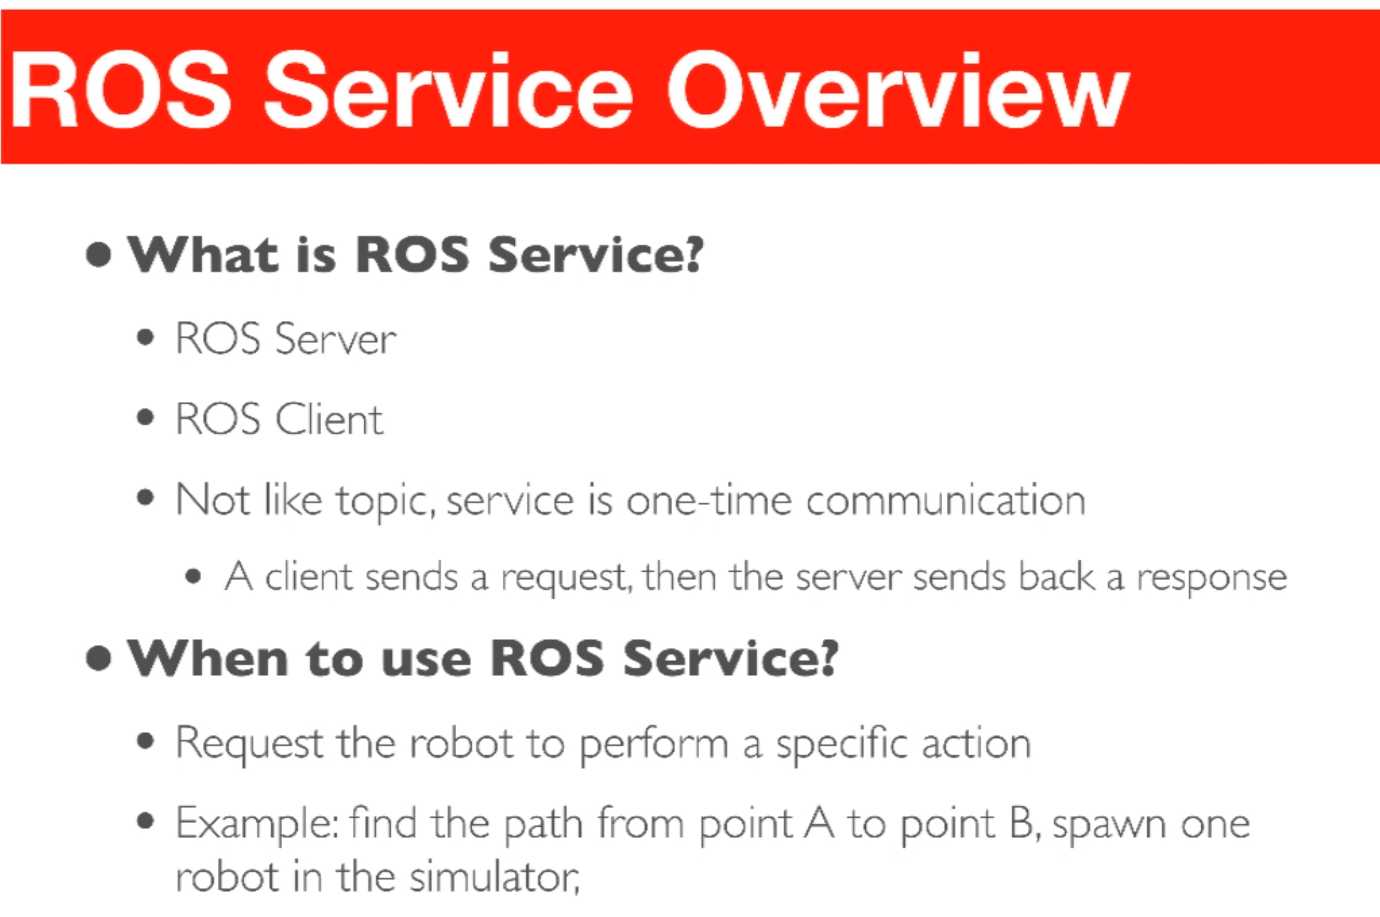 ROS Service Overview
• What is ROS Service?
• ROS Server
• ROS Client
• Not like topic, service is one-time communication
• A client sends a request, then the server sends back a response
• When to use ROS Service?
• Request the robot to perform a specific action
• Example: find the path from point A to point B, spawn one
robot in the simulator,